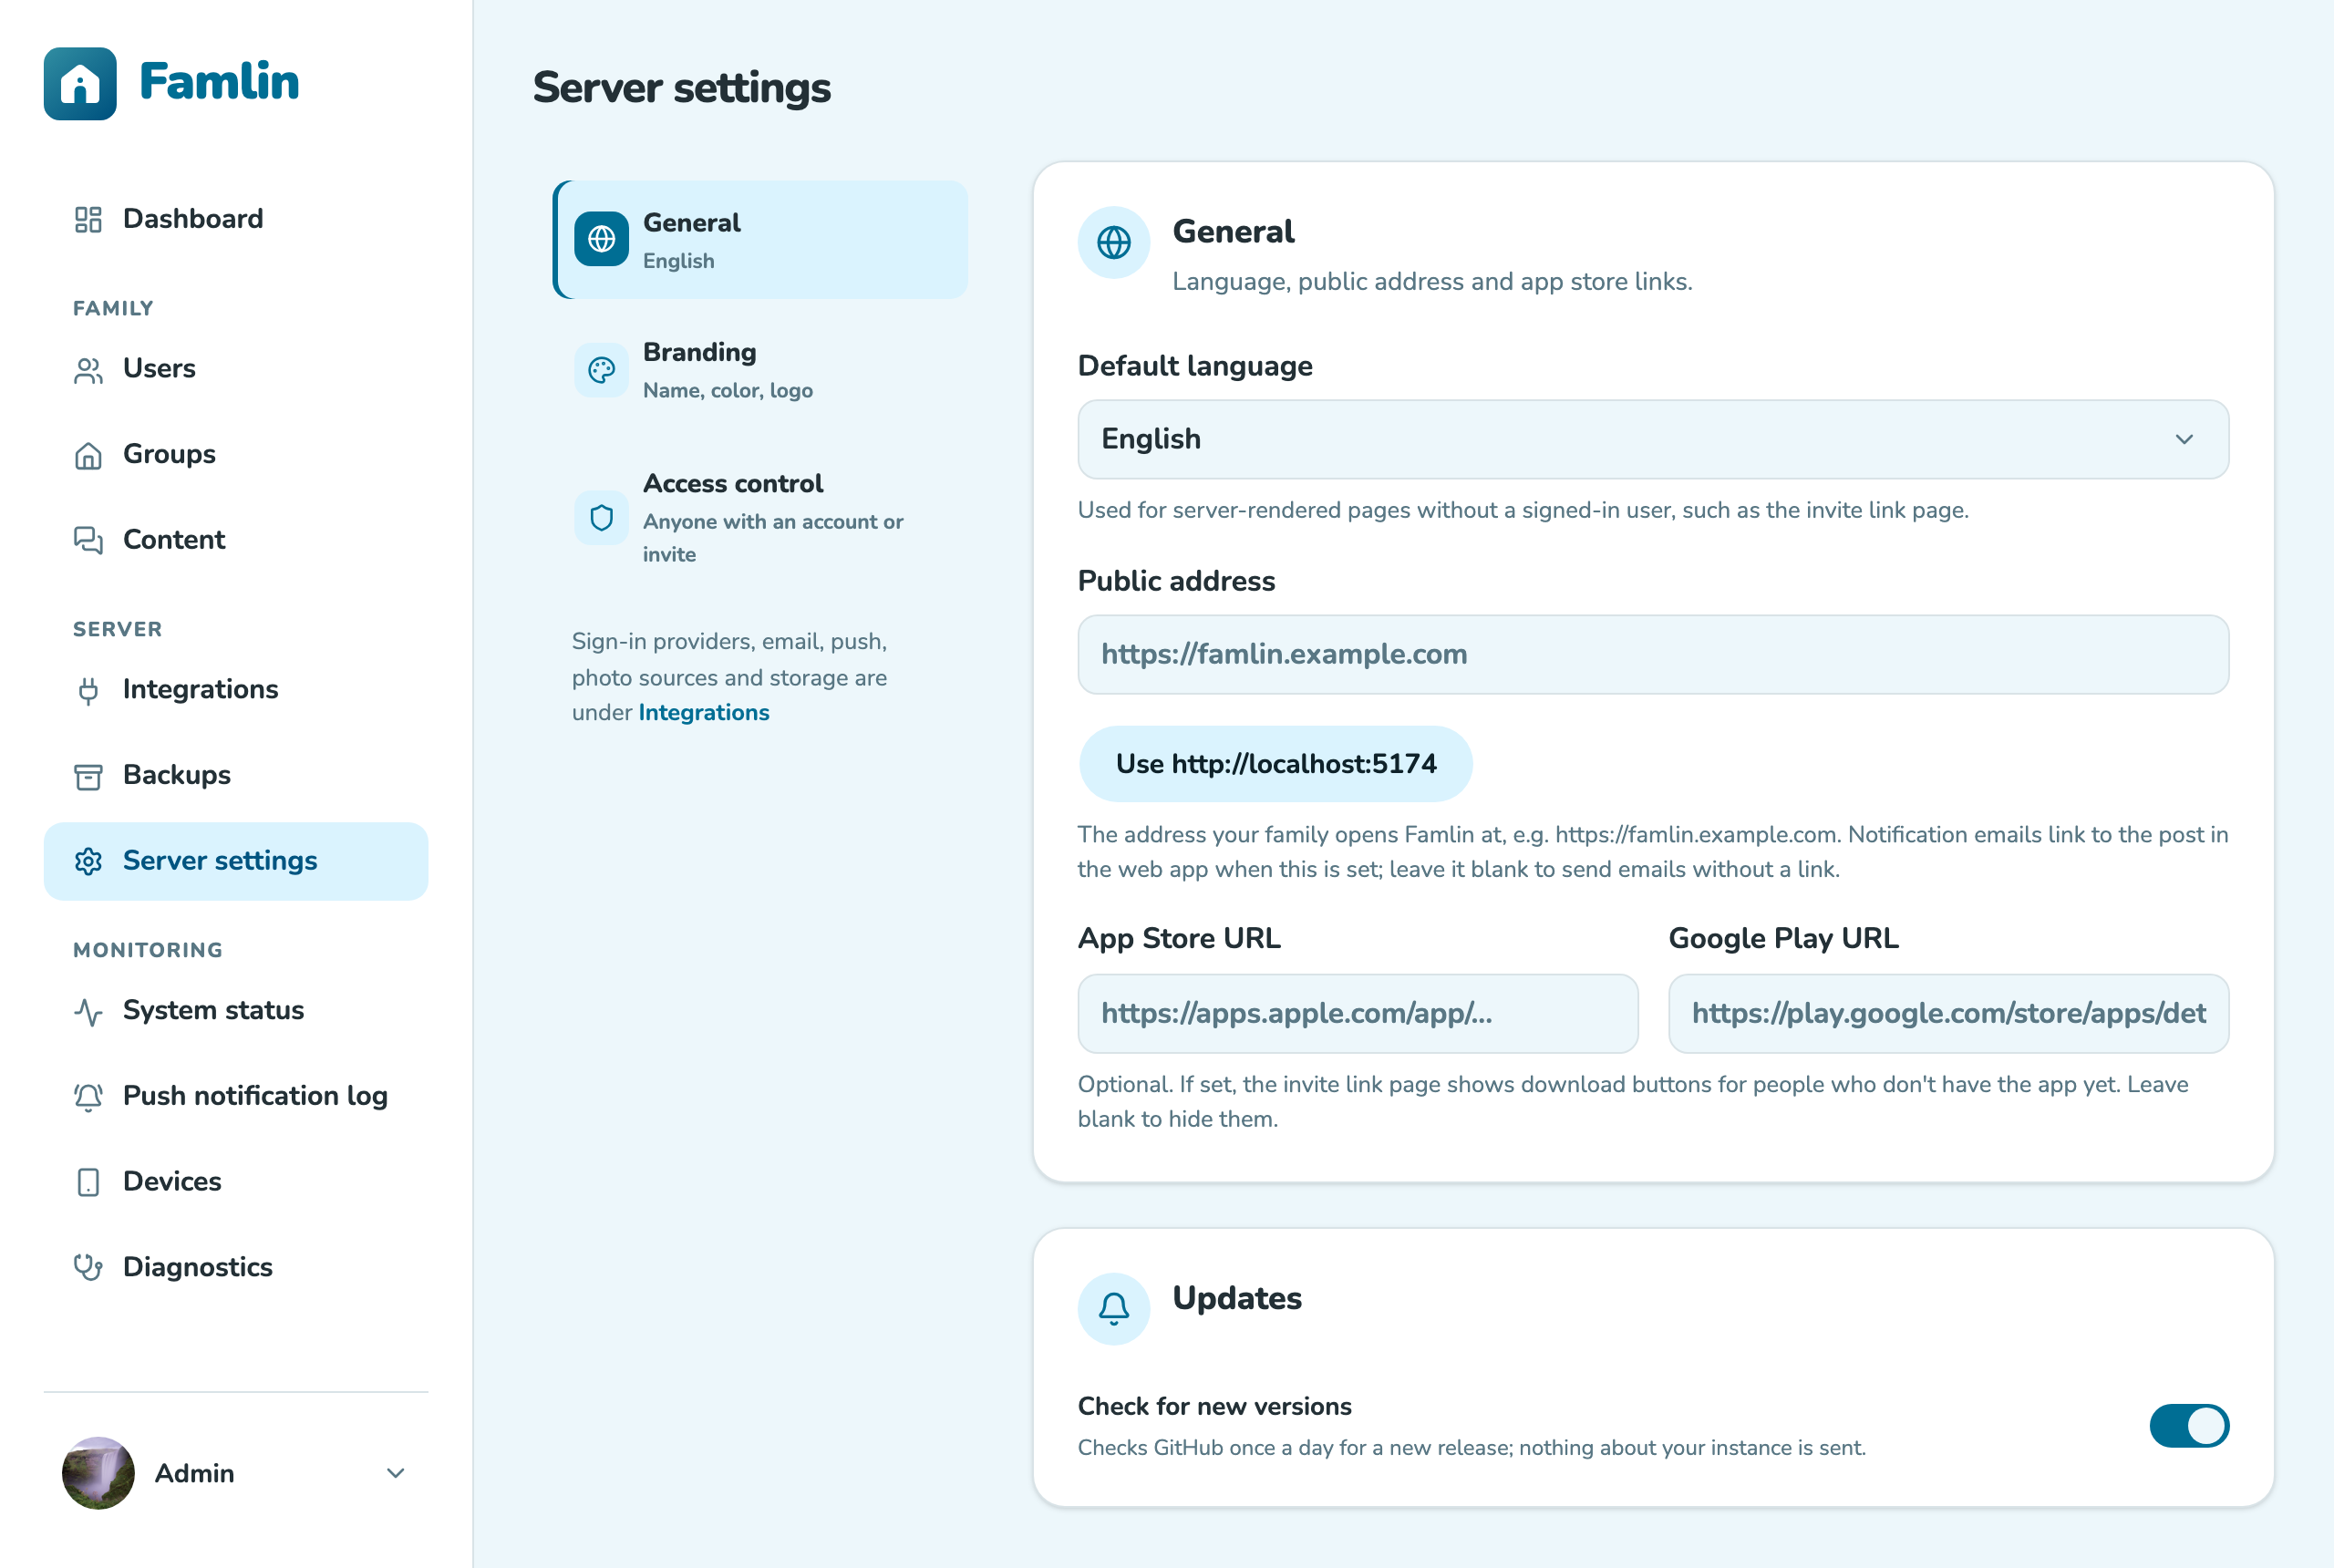 Famlin
Dashboard
FAMILY
Users
Groups
Content
SERVER
Integrations
Backups
Server settings
MONITORING
System status
Push notification log
Devices
Diagnostics
Admin
Server settings
General
English
Branding
Name, color, logo
Access control
Anyone with an account or
invite
Sign-in providers, email, push,
photo sources and storage are
under Integrations
General
Language, public address and app store links.
Default language
English
Used for server-rendered pages without a signed-in user, such as the invite link page.
Public address
https://famlin.example.com
Use http://localhost:5174
The address your family opens Famlin at, e.g. https://famlin.example.com. Notification emails link to the post in
the web app when this is set; leave it blank to send emails without a link.
App Store URL
https://apps.apple.com/app/...
Google Play URL
https://play.google.com/store/apps/det
Optional. If set, the invite link page shows download buttons for people who don't have the app yet. Leave
blank to hide them.
Updates
Check for new versions
Checks GitHub once a day for a new release; nothing about your instance is sent.